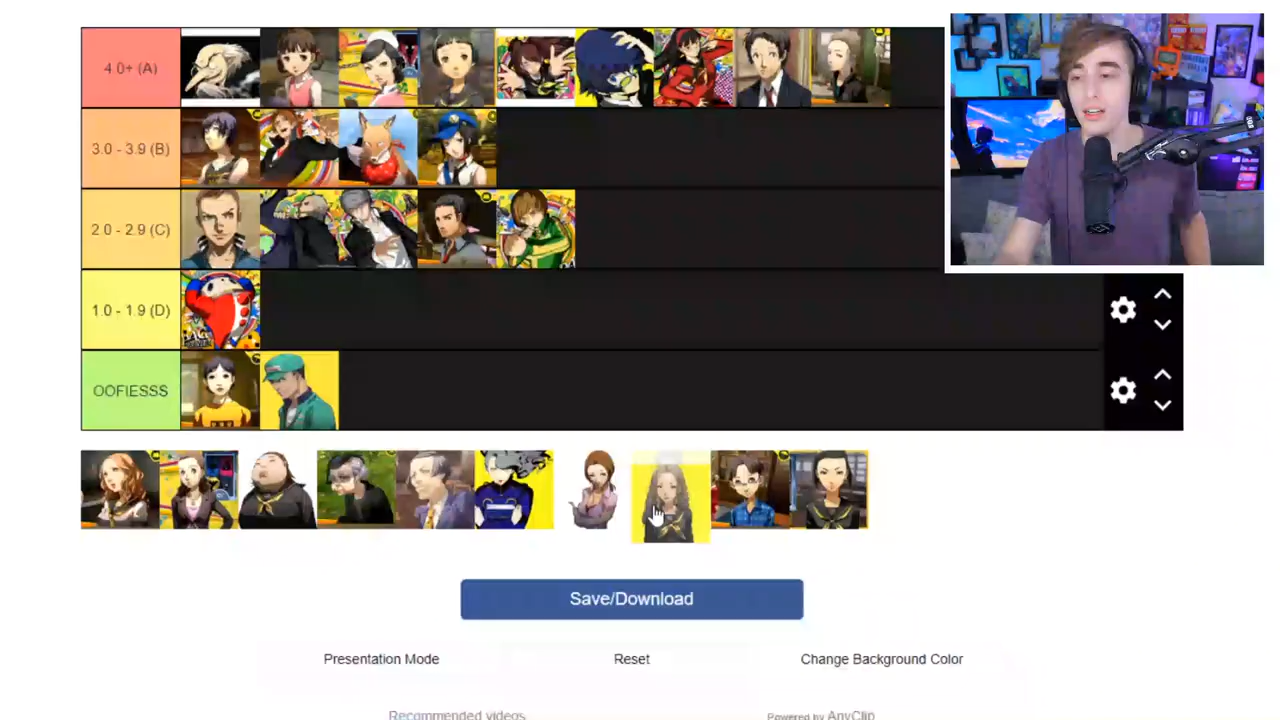 4.0+ (A)
3.0 - 3.9 (B)
2.0 - 2.9 (C)
1.0 - 1.9 (D)
OOFIESSS
Save/Download
Presentation Mode Reset Change Background Color
Recommended videos Powered by AnyClip